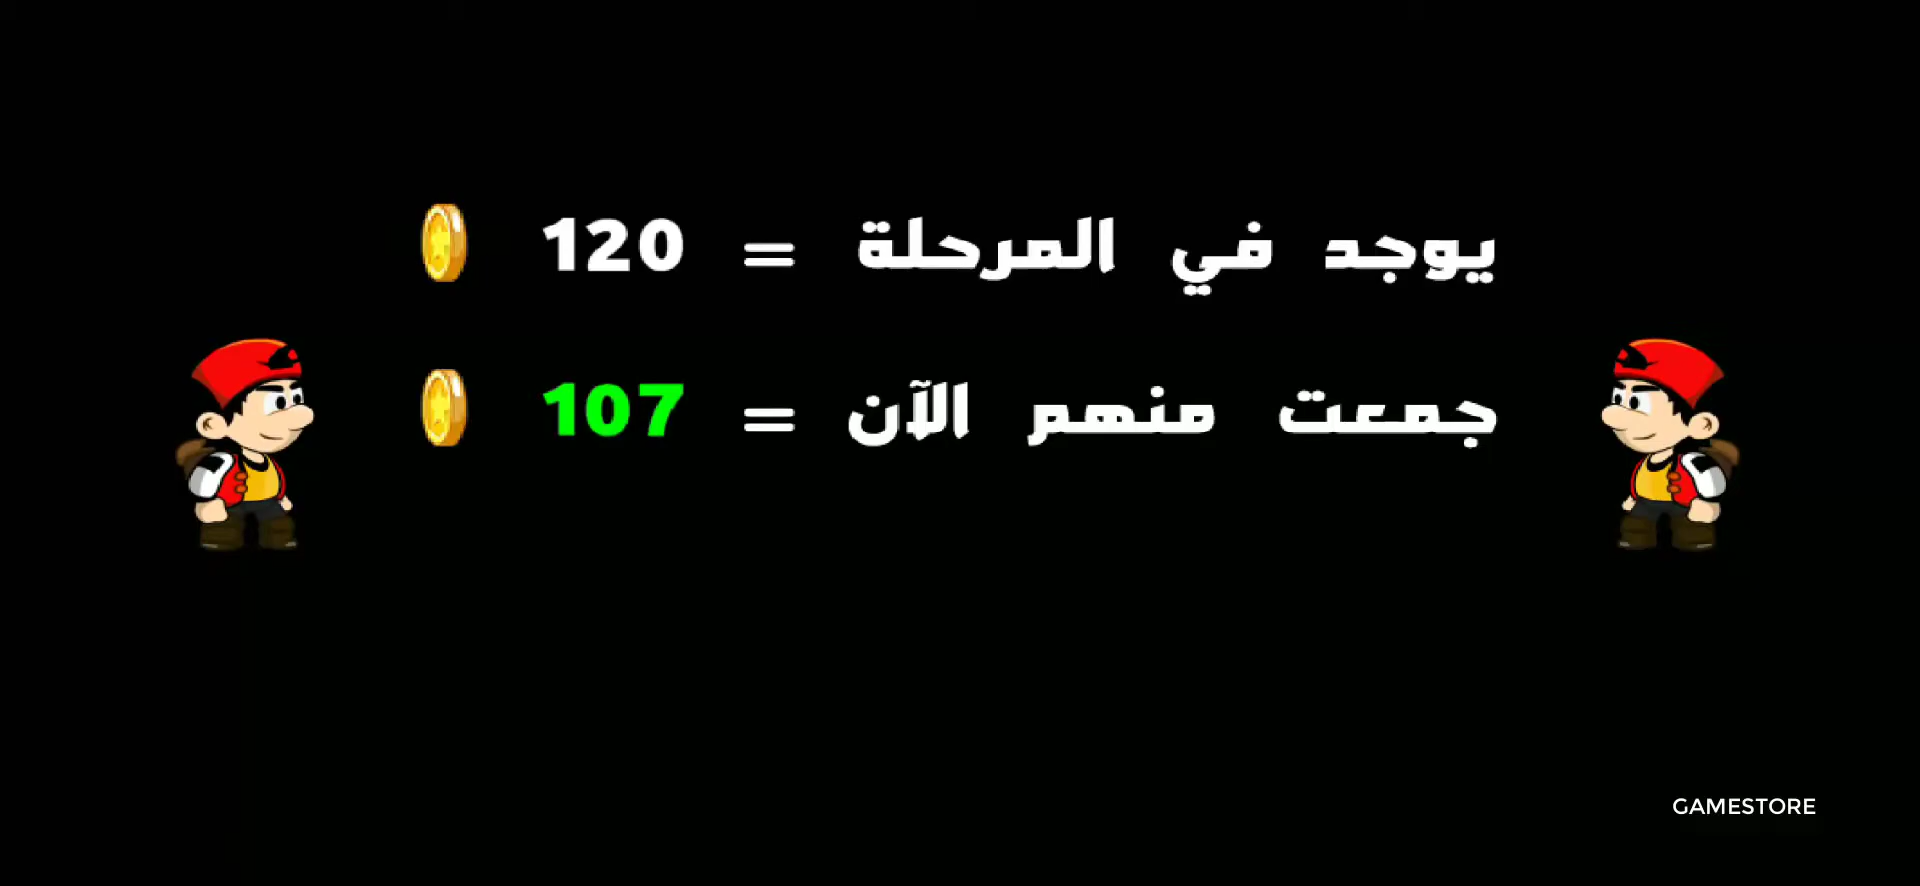 يوجد في المرحلة = 120
جمعت منهم الآن = 107
GAMESTORE